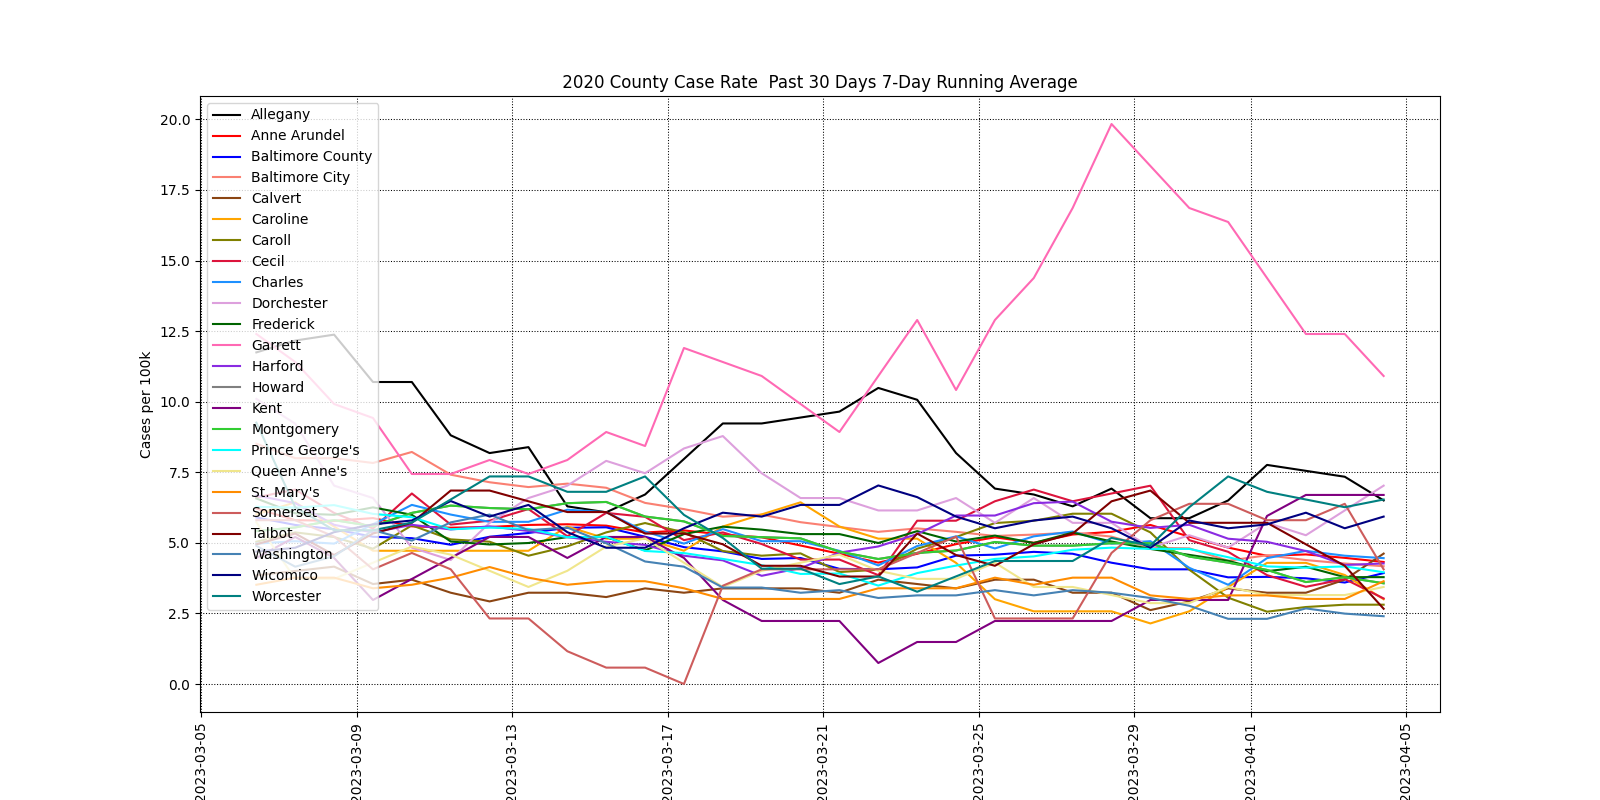 2020 County Case Rate  Past 30 Days 7-Day Running Average
Cases per 100k
20.0
17.5
15.0
12.5
10.0
7.5
5.0
2.5
0.0
Allegany
Anne Arundel
Baltimore County
Baltimore City
Calvert
Caroline
Caroll
Cecil
Charles
Dorchester
Frederick
Garrett
Harford
Howard
Kent
Montgomery
Prince George's
Queen Anne's
St. Mary's
Somerset
Talbot
Washington
Wicomico
Worcester
2023-03-05
2023-03-09
2023-03-13
2023-03-17
2023-03-21
2023-03-25
2023-03-29
2023-04-01
2023-04-05